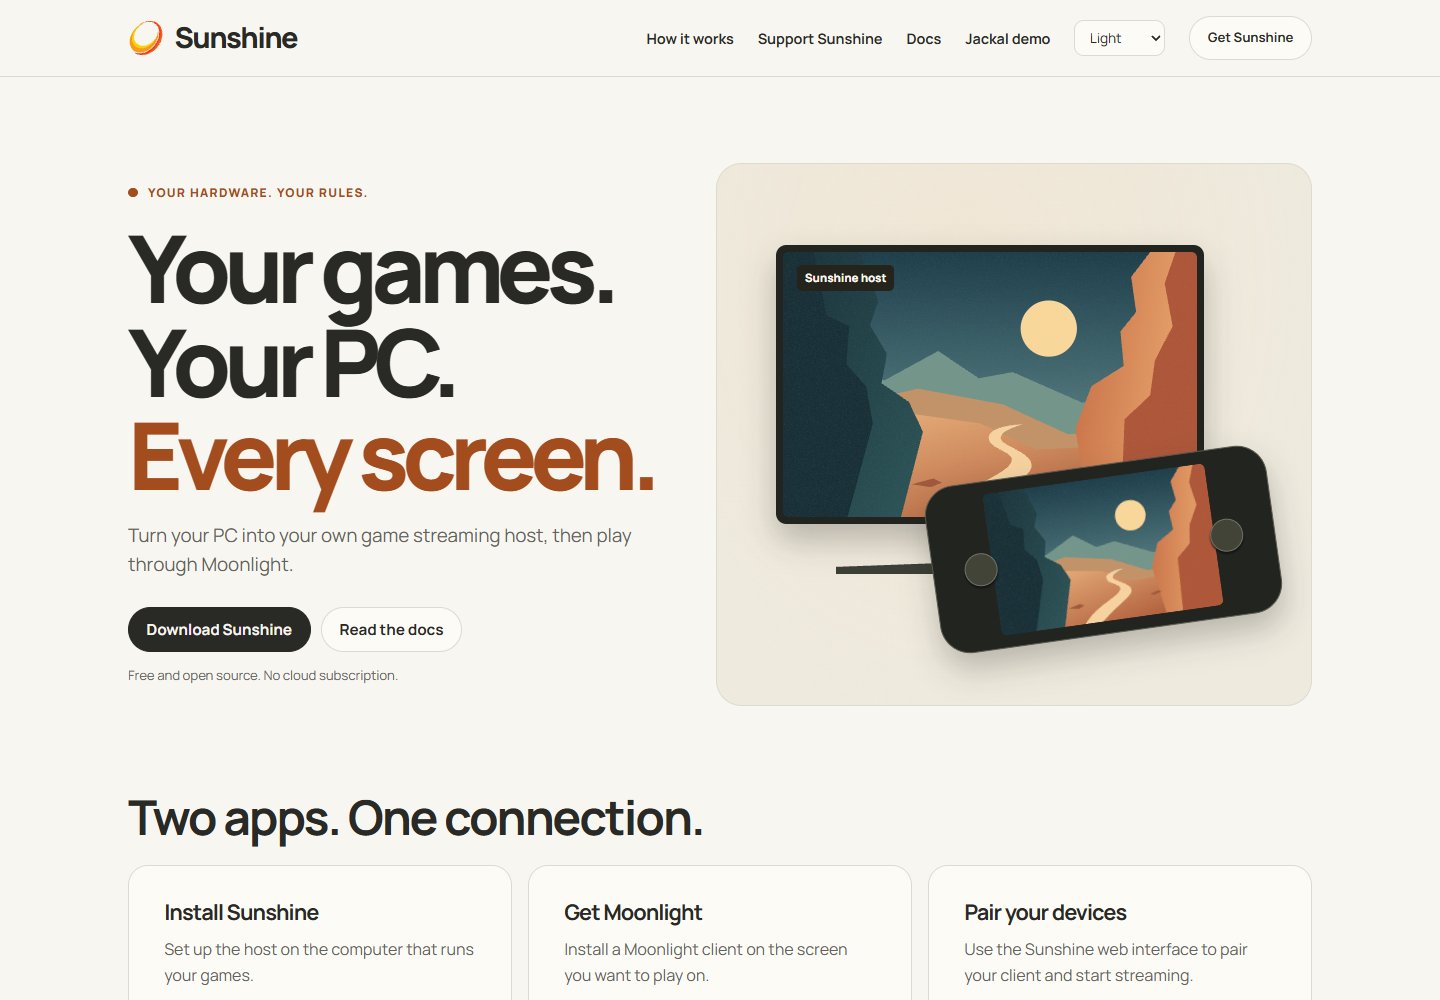 Sunshine
How it works
Support Sunshine
Docs
Jackal demo
Light
Get Sunshine
YOUR HARDWARE. YOUR RULES.
Your games.
Your PC.
Every screen.
Turn your PC into your own game streaming host, then play
through Moonlight.
Download Sunshine
Read the docs
Free and open source. No cloud subscription.
Sunshine host
Two apps. One connection.
Install Sunshine
Set up the host on the computer that runs
your games.
Get Moonlight
Install a Moonlight client on the screen
you want to play on.
Pair your devices
Use the Sunshine web interface to pair
your client and start streaming.